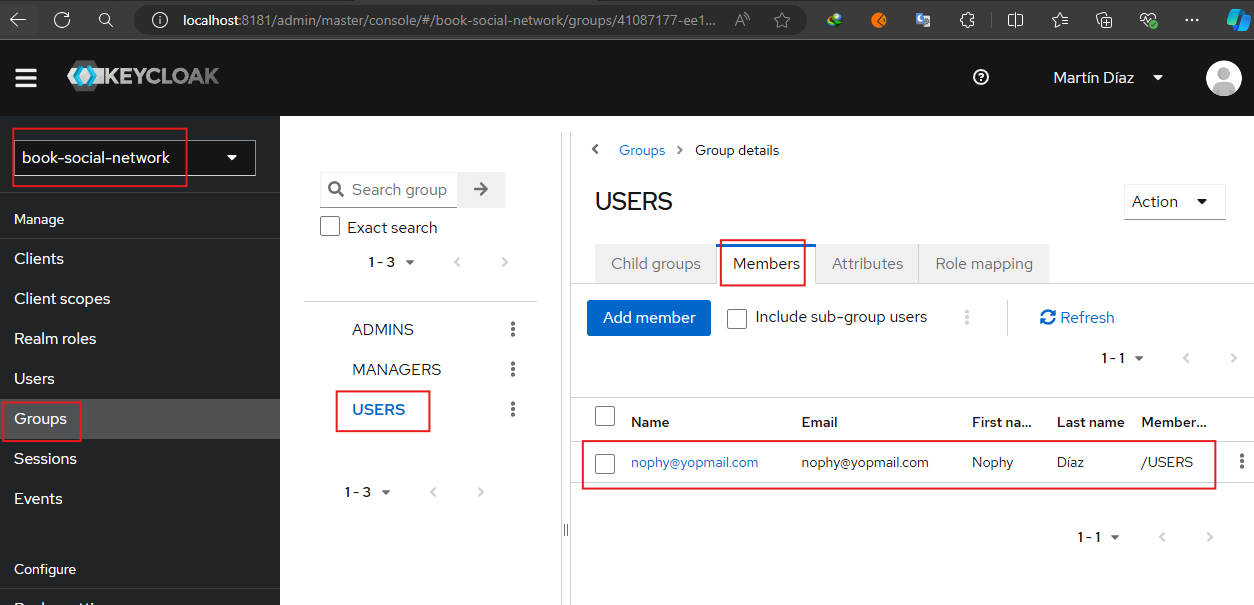 localhost:8181/admin/master/console/#/book-social-network/groups/41087177-ee1...
KEYCLOAK
Martín Díaz
book-social-network
Manage
Clients
Client scopes
Realm roles
Users
Groups
Sessions
Events
Configure
Search group
Exact search
1 - 3
ADMINS
MANAGERS
USERS
1 - 3
Groups
Group details
USERS
Action
Child groups
Members
Attributes
Role mapping
Add member
Include sub-group users
Refresh
1 - 1
Name Email First na... Last name Member...
nophy@yopmail.com nophy@yopmail.com Nophy Díaz /USERS
1 - 1